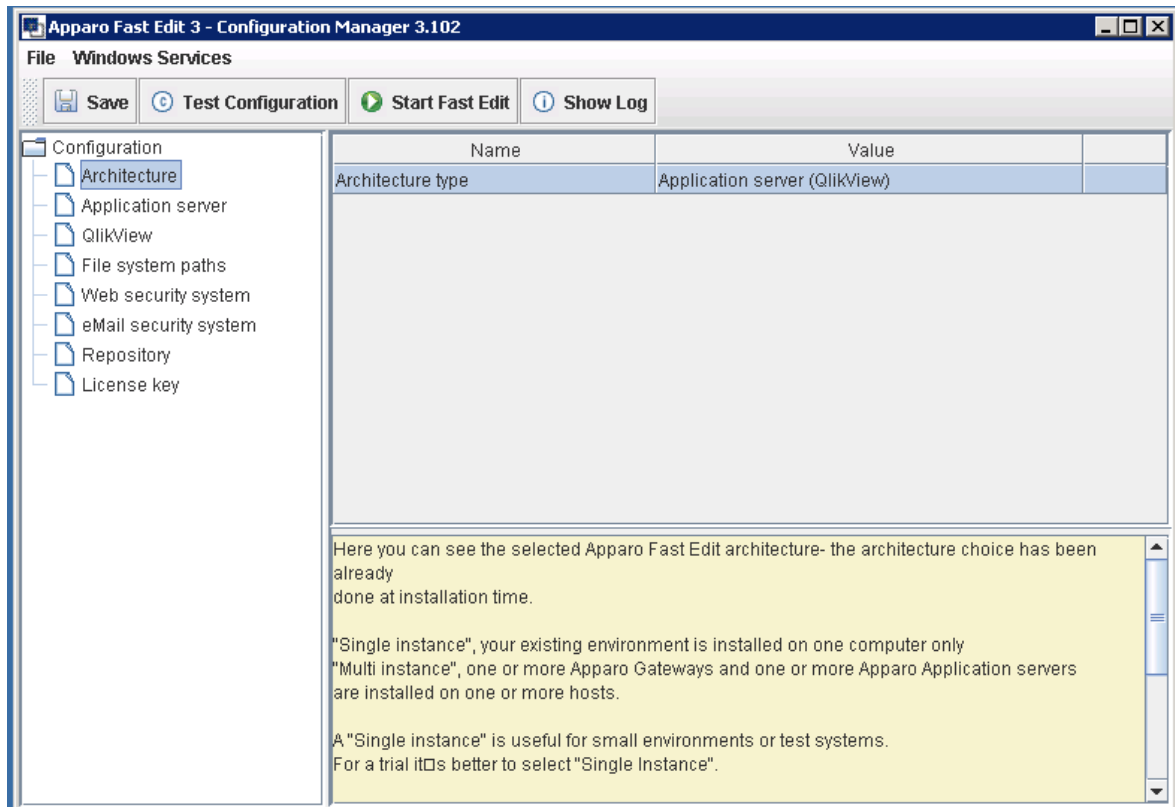 Apparo Fast Edit 3 - Configuration Manager 3.102
File Windows Services
Save Test Configuration Start Fast Edit Show Log
Configuration
Architecture
Application server
QlikView
File system paths
Web security system
eMail security system
Repository
License key
Name Value
Architecture type Application server (QlikView)
Here you can see the selected Apparo Fast Edit architecture- the architecture choice has been
already
done at installation time.
"Single instance", your existing environment is installed on one computer only
"Multi instance", one or more Apparo Gateways and one or more Apparo Application servers
are installed on one or more hosts.
A "Single instance" is useful for small environments or test systems.
For a trial it□s better to select "Single Instance".